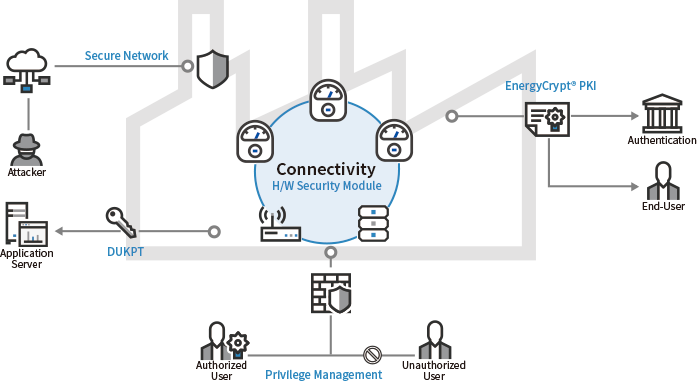 Secure Network
EnergyCrypt® PKI
Attacker
Authentication
Connectivity
H/W Security Module
End-User
Application
Server
DUKPT
Authorized
User
Privilege Management
Unauthorized
User